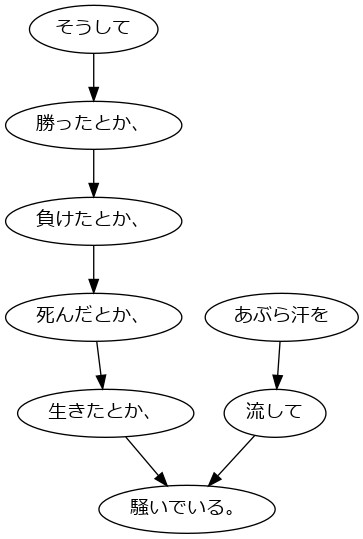 そうして
勝ったとか、
負けたとか、
死んだとか、
あぶら汗を
生きたとか、
流して
騒いでいる。